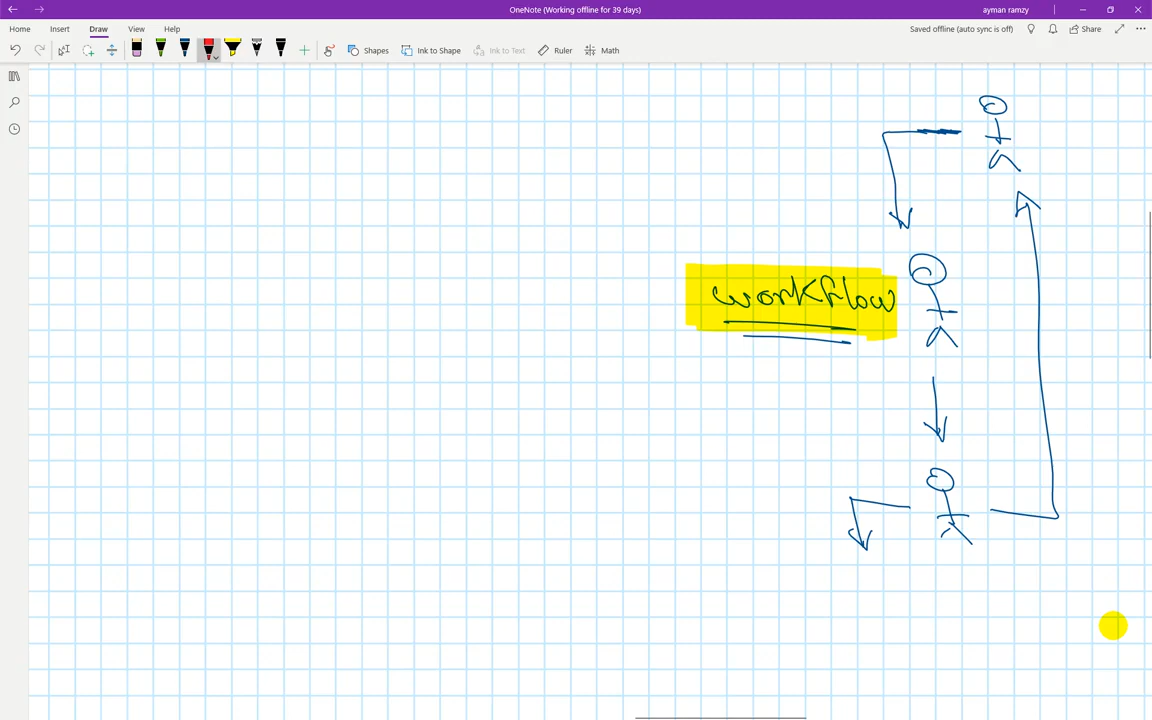 OneNote (Working offline for 39 days)
ayman ramzy
Home Insert Draw View Help
Saved offline (auto sync is off)
Share
Shapes
Ink to Shape
Ink to Text
Ruler
Math
workflow